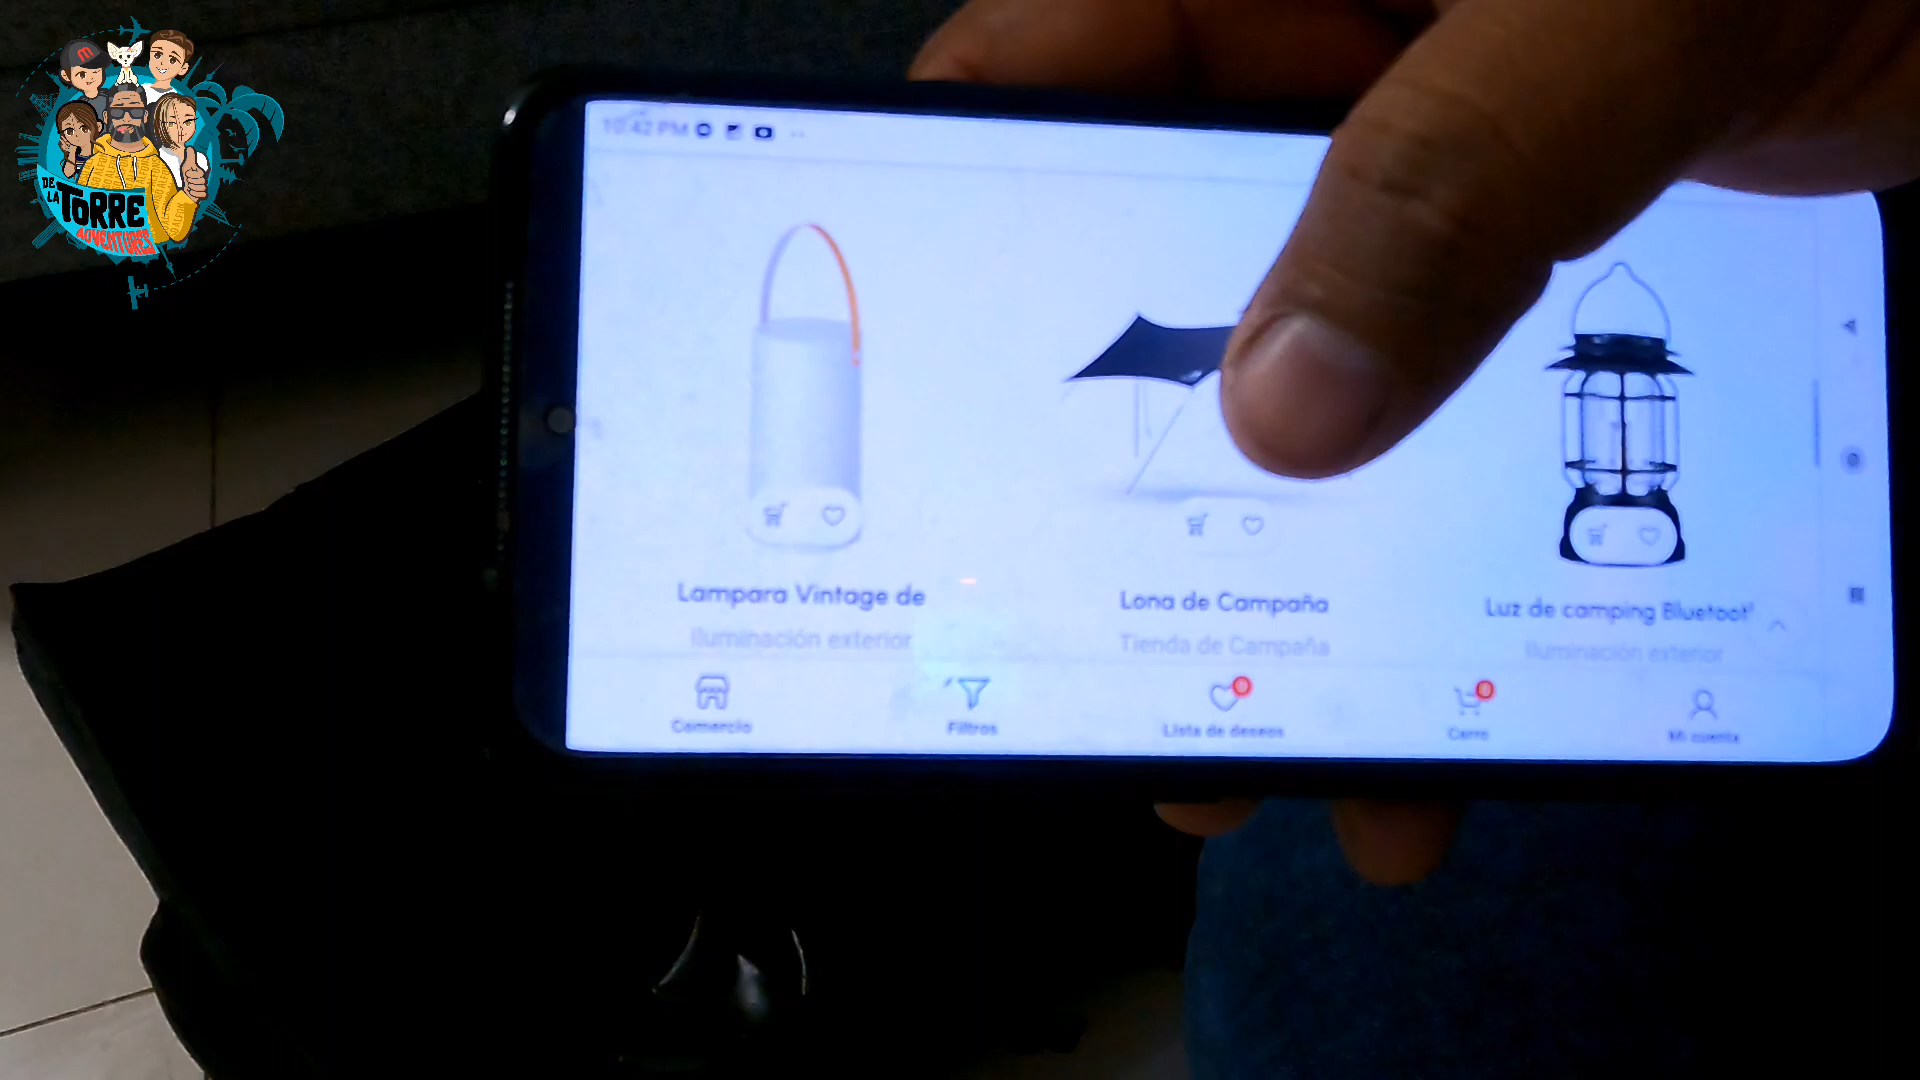 DE
LA
TORRE
ADVENTURES
10:42 PM
Lampara Vintage de
Iluminación exterior
Lona de Campaña
Tienda de Campaña
Luz de camping Bluetoot
Iluminación exterior
Comercio
Filtros
0
Lista de deseos
0
Carro
Mi cuenta